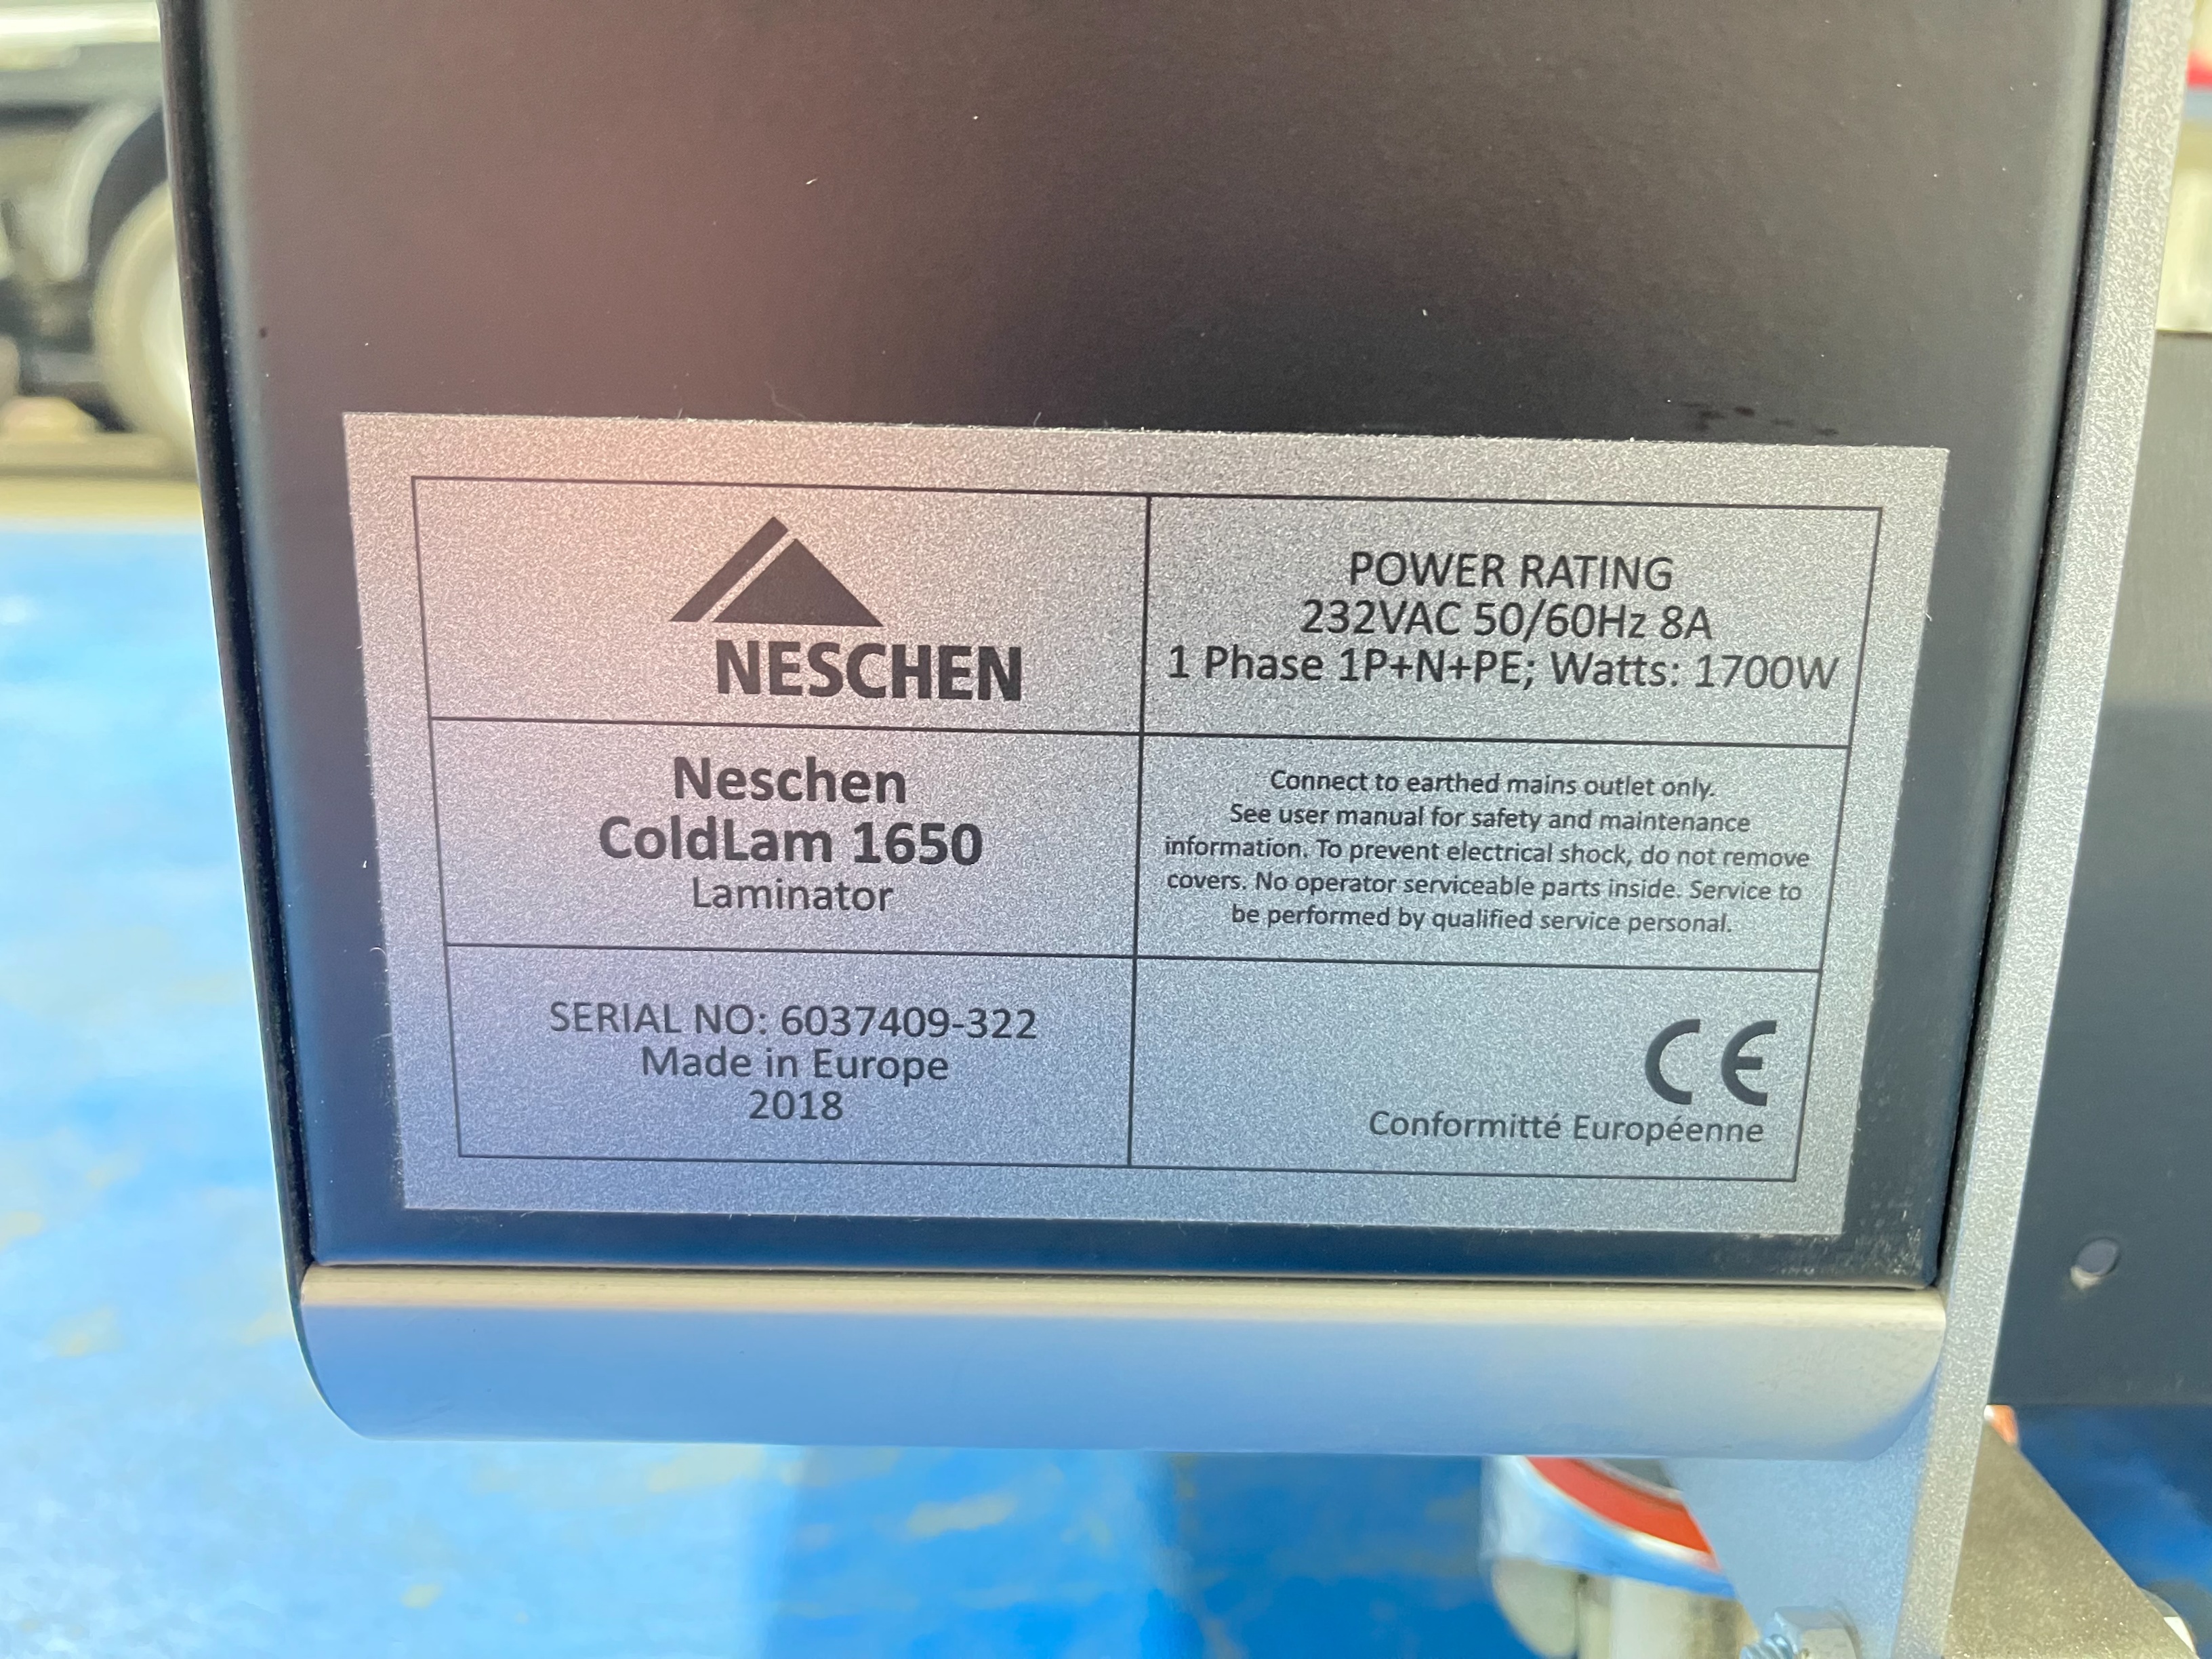 NESCHEN
POWER RATING
232VAC 50/60Hz 8A
1 Phase 1P+N+PE; Watts: 1700W
Neschen
ColdLam 1650
Laminator
Connect to earthed mains outlet only.
See user manual for safety and maintenance
information. To prevent electrical shock, do not remove
covers. No operator serviceable parts inside. Service to
be performed by qualified service personal.
SERIAL NO: 6037409-322
Made in Europe
2018
CE
Conformitté Européenne